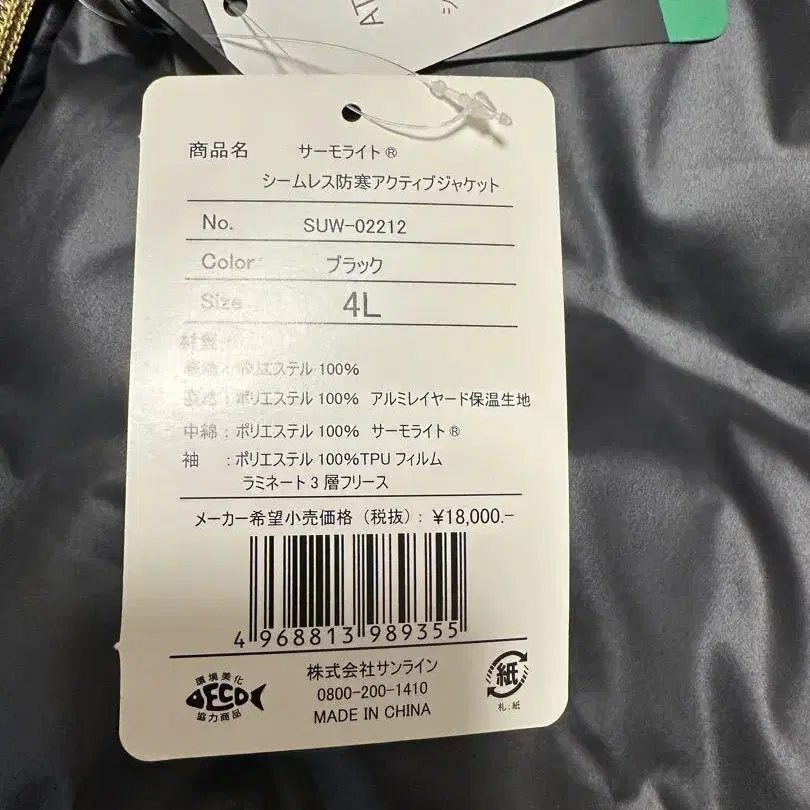 AT
商品名 サーモライト®
シームレス防寒アクティブジャケット
No. SUW-02212
Color ブラック
Size 4L
材質
表地：ポリエステル 100%
裏地：ポリエステル 100% アルミレイヤード保温生地
中綿：ポリエステル 100% サーモライト®
袖 ：ポリエステル 100%TPU フィルム
ラミネート 3 層フリース
メーカー希望小売価格（税抜）: ¥18,000.-
4 968813 989355
環境美化
ECO
協力商品
株式会社サンライン
0800-200-1410
MADE IN CHINA
紙
札:紙